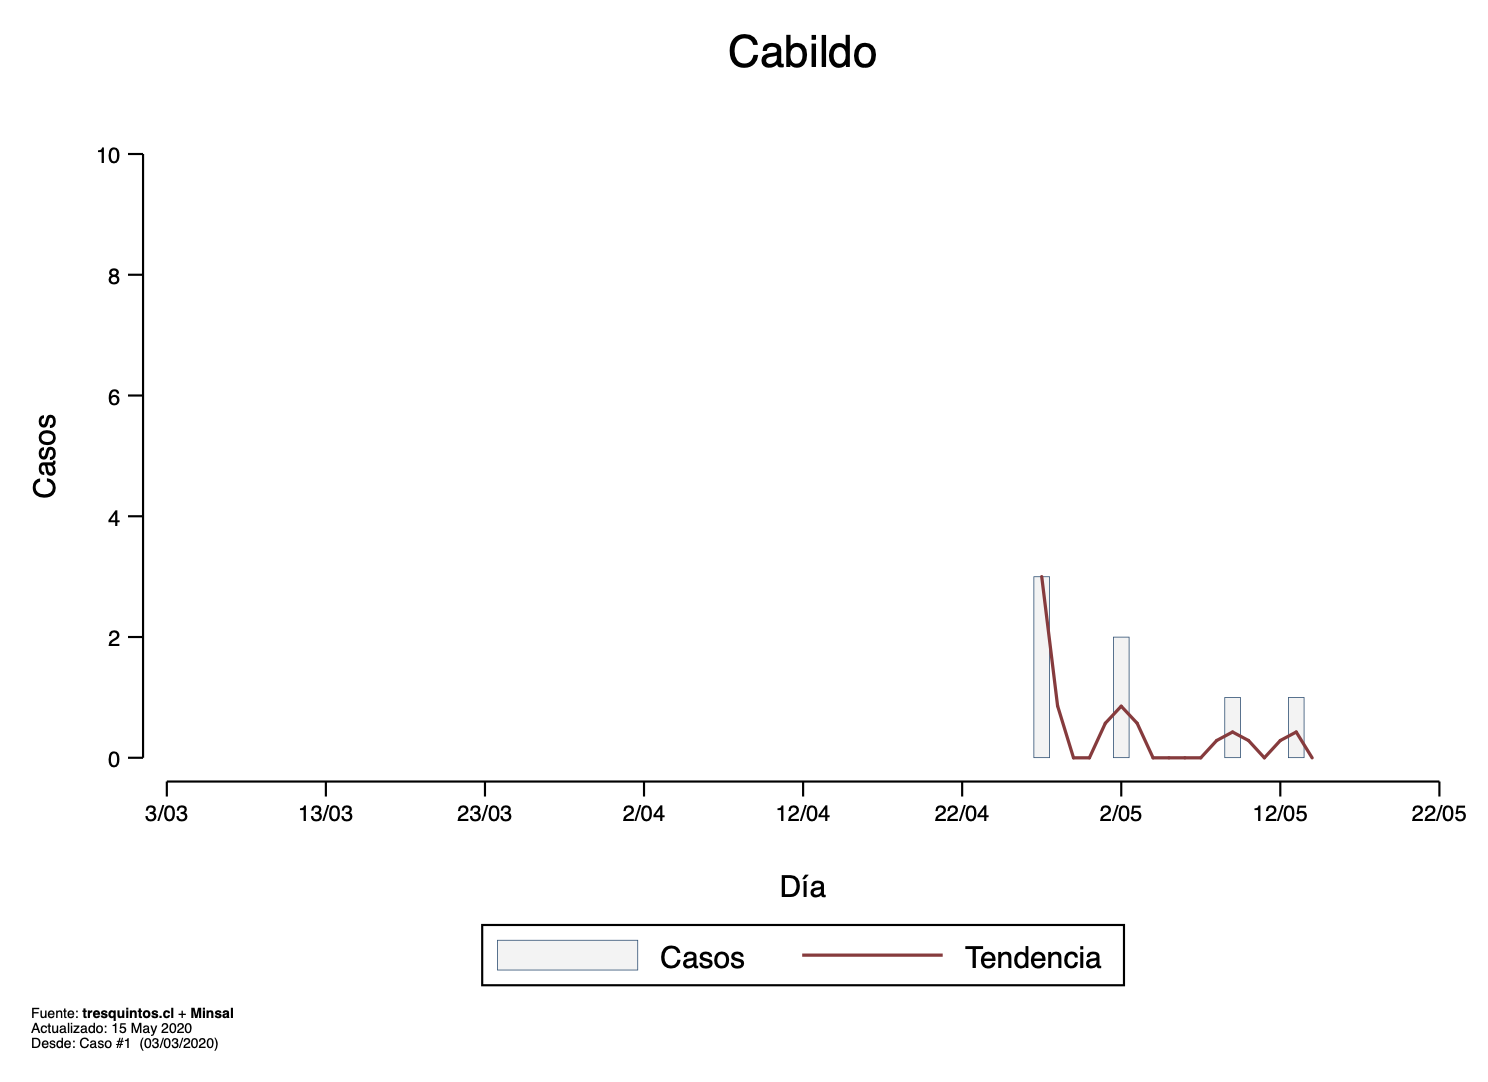 Cabildo
10
8
6
4
2
0
Casos
3/03 13/03 23/03 2/04 12/04 22/04 2/05 12/05 22/05
Día
Casos Tendencia
Fuente: tresquintos.cl + Minsal
Actualizado: 15 May 2020
Desde: Caso #1 (03/03/2020)